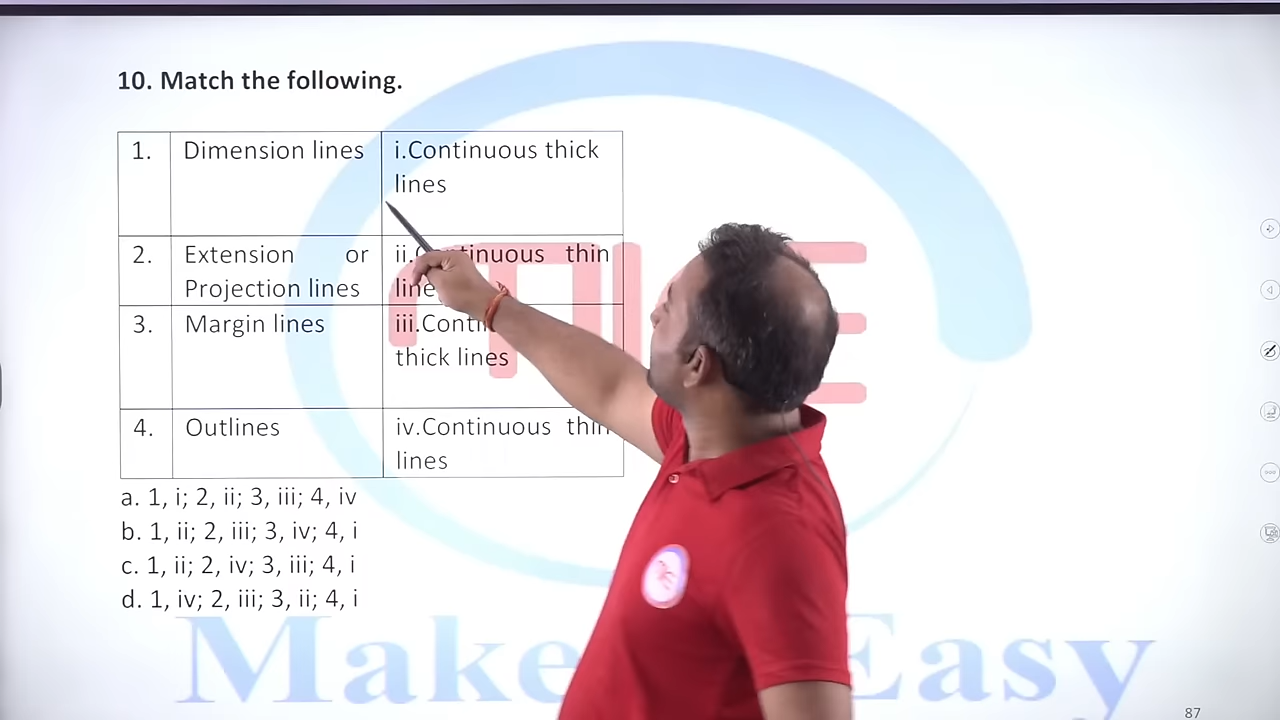 10. Match the following.
1. Dimension lines i.Continuous thick
lines
2. Extension or ii.Continuous thin
Projection lines lines
3. Margin lines iii.
thick lines
4. Outlines iv.Continuous thin
lines
a. 1, i; 2, ii; 3, iii; 4, iv
b. 1, ii; 2, iii; 3, iv; 4, i
c. 1, ii; 2, iv; 3, iii; 4, i
d. 1, iv; 2, iii; 3, ii; 4, i
Make Easy
87